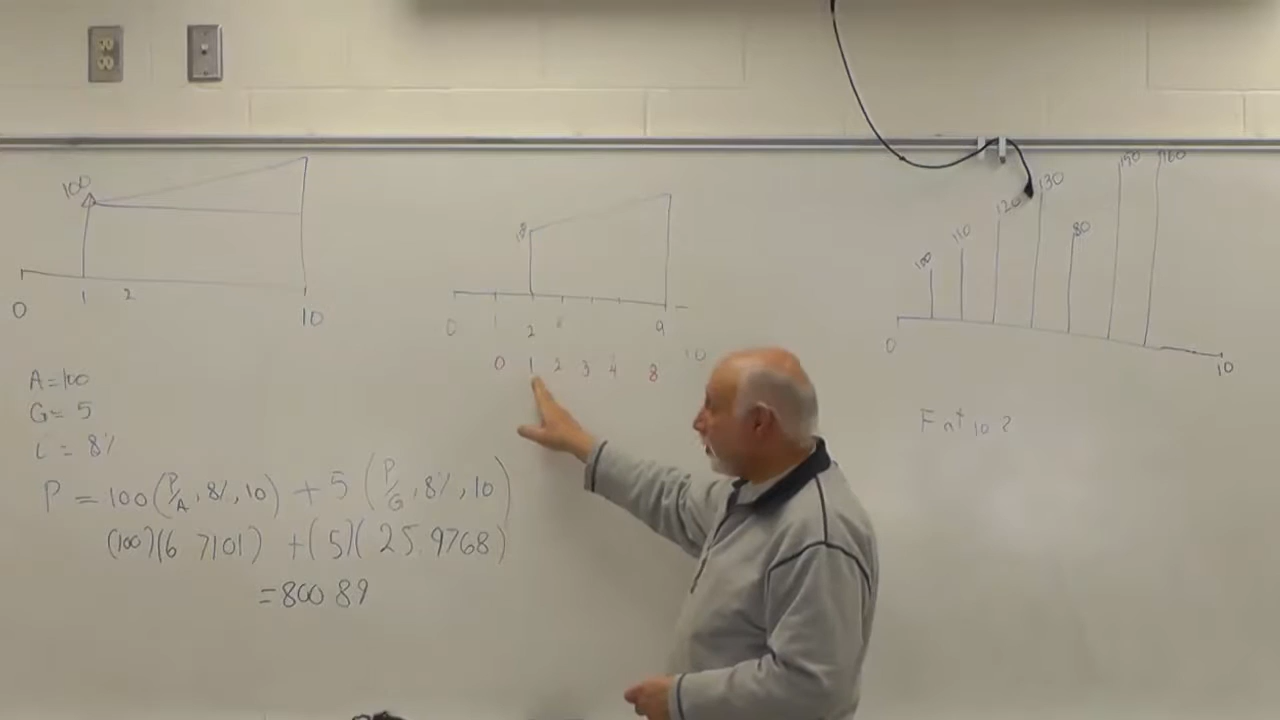 100
0 1 2 10
A = 100
G = 5
i = 8%
P = 100 (P/A, 8%, 10) + 5 (P/G, 8%, 10)
(100)(6 7101) + (5)(25.9768)
= 800 89
0 1 2 9
0 1 2 3 4 8 10
100 110 120 130 80 150 160
0 10
F at 10 ?